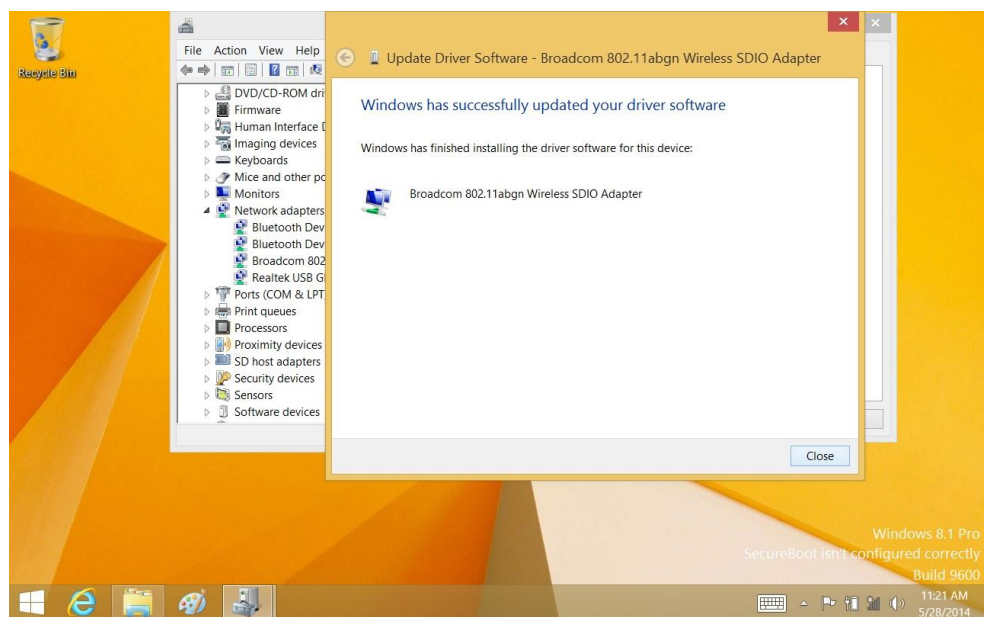 Recycle Bin
File Action View Help
DVD/CD-ROM dri
Firmware
Human Interface D
Imaging devices
Keyboards
Mice and other po
Monitors
Network adapters
Bluetooth Dev
Bluetooth Dev
Broadcom 802
Realtek USB G
Ports (COM & LPT
Print queues
Processors
Proximity devices
SD host adapters
Security devices
Sensors
Software devices
Update Driver Software - Broadcom 802.11abgn Wireless SDIO Adapter
Windows has successfully updated your driver software
Windows has finished installing the driver software for this device:
Broadcom 802.11abgn Wireless SDIO Adapter
Close
Windows 8.1 Pro
SecureBoot isn't configured correctly
Build 9600
11:21 AM
5/28/2014